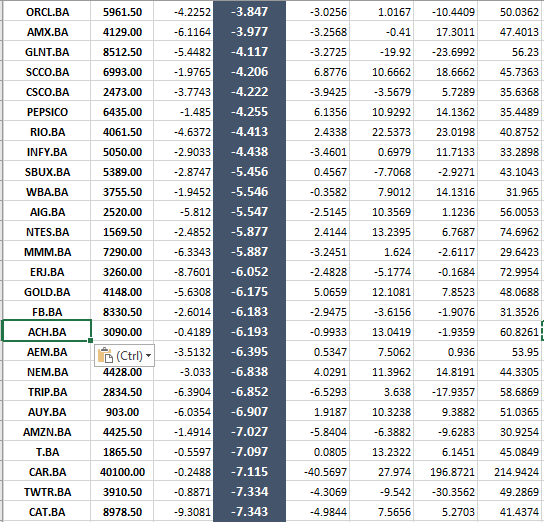 ORCL.BA 5961.50 -4.2252 -3.847 -3.0256 1.0167 -10.4409 50.0362
AMX.BA 4129.00 -6.1164 -3.977 -3.2568 -0.41 17.3011 47.4013
GLNT.BA 8512.50 -5.4482 -4.117 -3.2725 -19.92 -23.6992 56.23
SCCO.BA 6993.00 -1.9765 -4.206 6.8776 10.6662 18.6662 45.7363
CSCO.BA 2473.00 -3.7743 -4.222 -3.9425 -3.5679 5.7289 35.6368
PEPSICO 6435.00 -1.485 -4.255 6.1356 10.9292 14.1362 35.4489
RIO.BA 4061.50 -4.6372 -4.413 2.4338 22.5373 23.0198 40.8752
INFY.BA 5050.00 -2.9033 -4.438 -3.4601 0.6979 11.7133 33.2898
SBUX.BA 5389.00 -2.8747 -5.456 0.4567 -7.7068 -2.9271 43.1043
WBA.BA 3755.50 -1.9452 -5.546 -0.3582 7.9012 14.1316 31.965
AIG.BA 2520.00 -5.812 -5.547 -2.5145 10.3569 1.1236 56.0053
NTES.BA 1569.50 -2.4852 -5.877 2.4144 13.2395 6.7687 74.6962
MMM.BA 7290.00 -6.3343 -5.887 -3.2451 1.624 -2.6117 29.6423
ERJ.BA 3260.00 -8.7601 -6.052 -2.4828 -5.1774 -0.1684 72.9954
GOLD.BA 4148.00 -5.6308 -6.175 5.0659 12.1081 7.8523 48.0688
FB.BA 8330.50 -2.6014 -6.183 -2.9475 -3.6156 -1.9076 31.3526
ACH.BA 3090.00 -0.4189 -6.193 -0.9933 13.0419 -1.9359 60.8261
AEM.BA (Ctrl) -3.5132 -6.395 0.5347 7.5062 0.936 53.95
NEM.BA 4428.00 -3.033 -6.838 4.0291 11.3962 14.8191 44.3305
TRIP.BA 2834.50 -6.3904 -6.852 -6.5293 3.638 -17.9357 58.6869
AUY.BA 903.00 -6.0354 -6.907 1.9187 10.3238 9.3882 51.0365
AMZN.BA 4425.50 -1.4914 -7.027 -5.8404 -6.3882 -9.6283 30.9254
T.BA 1865.50 -0.5597 -7.097 0.0805 13.2322 6.1451 45.0849
CAR.BA 40100.00 -0.2488 -7.115 -40.5697 27.974 196.8721 214.9424
TWTR.BA 3910.50 -0.8871 -7.334 -4.3069 -9.542 -30.3562 49.2869
CAT.BA 8978.50 -9.3081 -7.343 -4.9844 7.5656 5.2703 41.4374